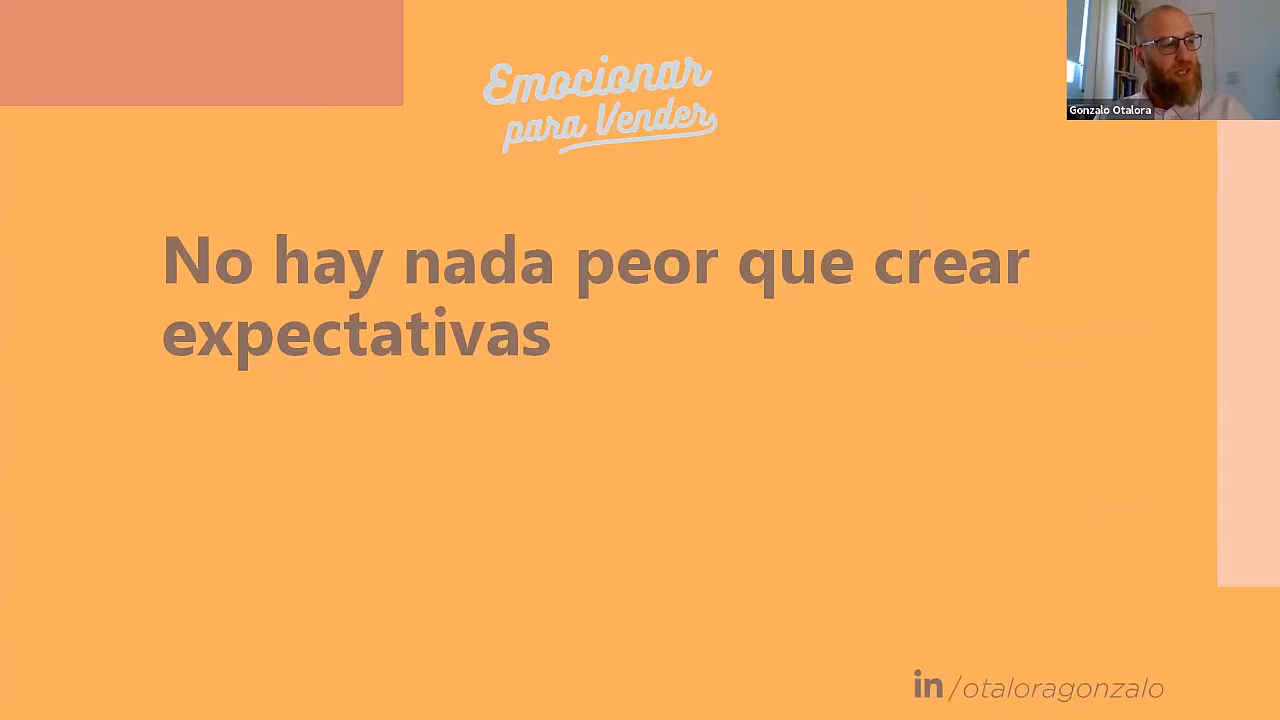 Emocionar
para Vender
Gonzalo Otalora
No hay nada peor que crear
expectativas
in/otaloragonzalo